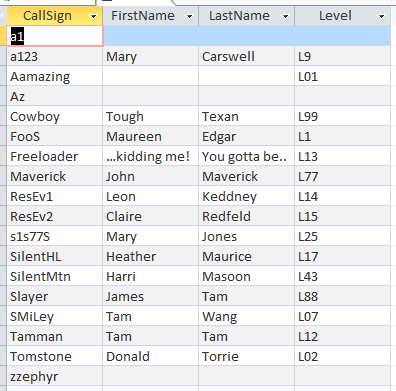 CallSign FirstName LastName Level
a1
a123 Mary Carswell L9
Aamazing L01
Az
Cowboy Tough Texan L99
FooS Maureen Edgar L1
Freeloader ...kidding me! You gotta be.. L13
Maverick John Maverick L77
ResEv1 Leon Keddney L14
ResEv2 Claire Redfeld L15
s1s77S Mary Jones L25
SilentHL Heather Maurice L17
SilentMtn Harri Masoon L43
Slayer James Tam L88
SMiLey Tam Wang L07
Tamman Tam Tam L12
Tomstone Donald Torrie L02
zzephyr